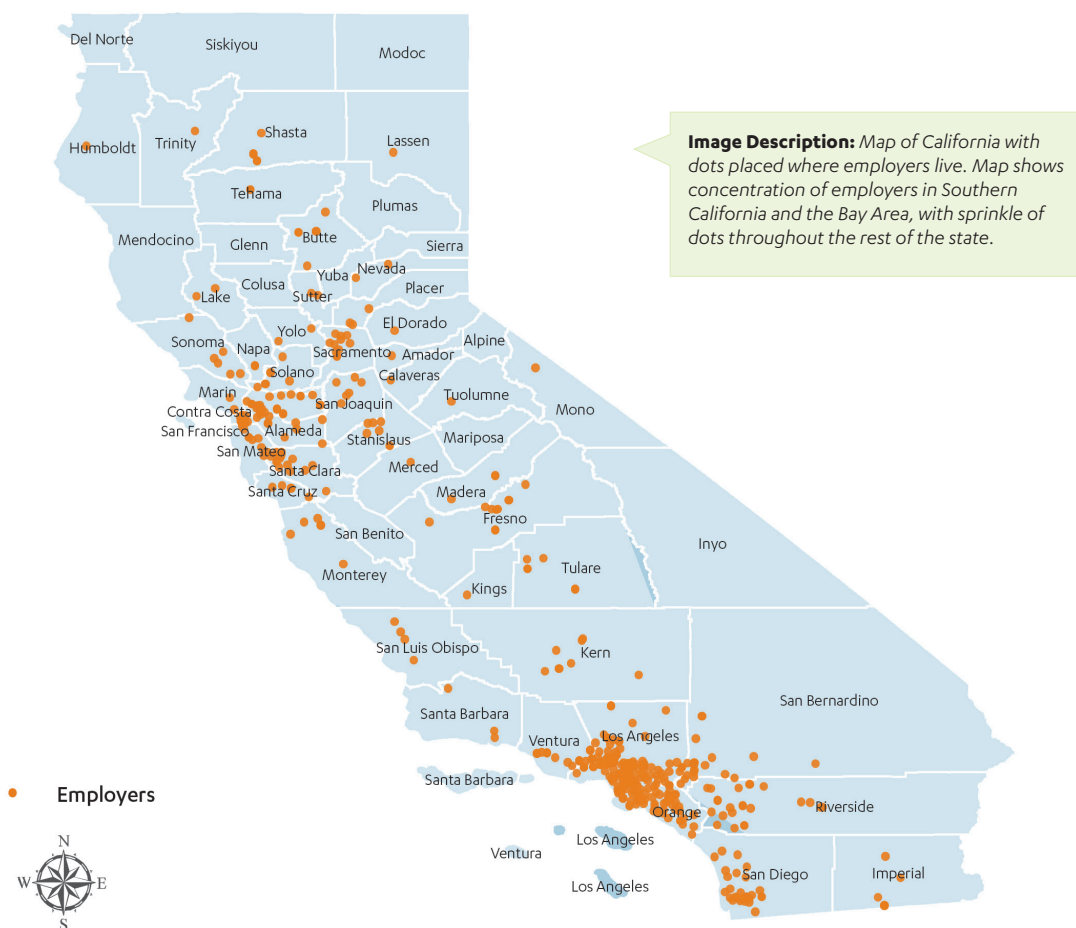 Del Norte
Siskiyou
Modoc
Humboldt
Trinity
Shasta
Lassen
Tehama
Plumas
Mendocino
Glenn
Butte
Sierra
Lake
Colusa
Sutter
Yuba
Nevada
Placer
Sonoma
Napa
Yolo
Sacramento
El Dorado
Alpine
Amador
Solano
Calaveras
Marin
San Joaquin
Tuolumne
Mono
Contra Costa
San Francisco
Alameda
Stanislaus
Mariposa
San Mateo
Santa Clara
Merced
Santa Cruz
Madera
Fresno
San Benito
Inyo
Monterey
Kings
Tulare
San Luis Obispo
Kern
San Bernardino
Santa Barbara
Ventura
Los Angeles
Santa Barbara
Orange
Riverside
Ventura
Los Angeles
Los Angeles
San Diego
Imperial
Image Description: Map of California with
dots placed where employers live. Map shows
concentration of employers in Southern
California and the Bay Area, with sprinkle of
dots throughout the rest of the state.
Employers
N
W E
S